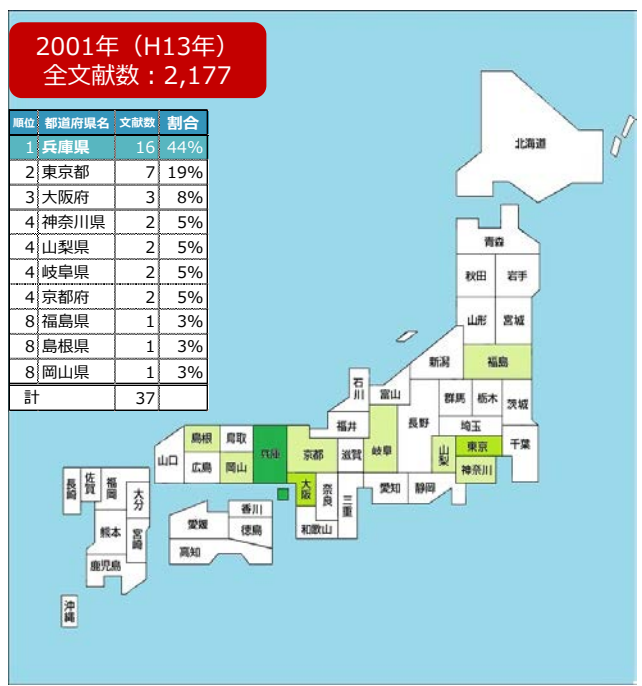 2001年（H13年）
全文献数：2,177
順位 都道府県名 文献数 割合
1 兵庫県 16 44%
2 東京都 7 19%
3 大阪府 3 8%
4 神奈川県 2 5%
4 山梨県 2 5%
4 岐阜県 2 5%
4 京都府 2 5%
8 福島県 1 3%
8 島根県 1 3%
8 岡山県 1 3%
計 37
北海道
青森
秋田 岩手
山形 宮城
新潟 福島
石川 富山 群馬 栃木 茨城
福井 長野 埼玉
島根 鳥取 兵庫 京都 滋賀 岐阜 山梨 東京 千葉
山口 広島 岡山 神奈川
長崎 佐賀 福岡 大分 大阪 奈良 三重 愛知 静岡
香川
愛媛 徳島 和歌山
熊本 宮崎 高知
鹿児島
沖縄